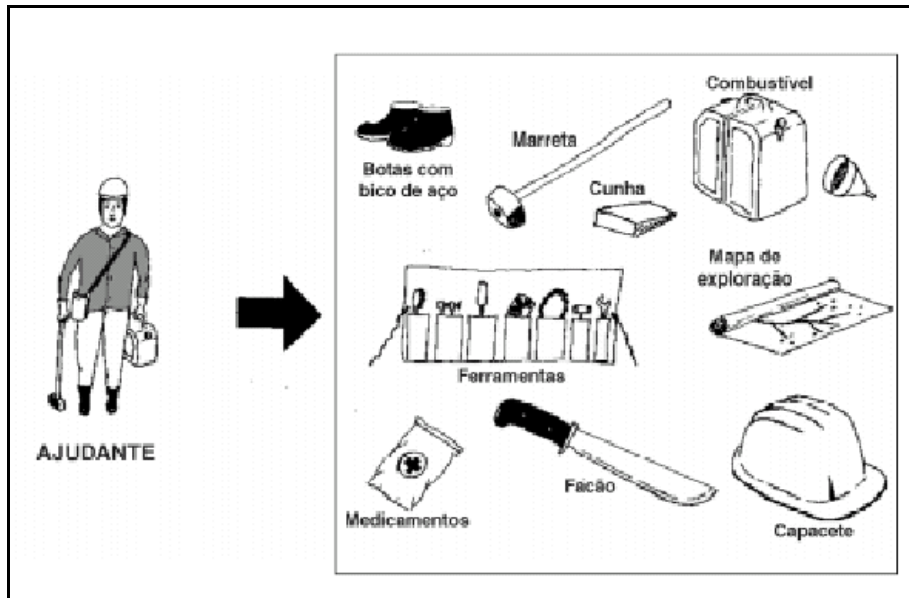 Combustível
Marreta
Botas com
bico de aço
Cunha
Mapa de
exploração
Ferramentas
AJUDANTE
Facão
Medicamentos
Capacete